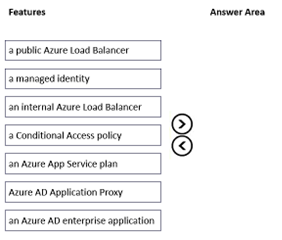 Features
Answer Area
a public Azure Load Balancer
a managed identity
an internal Azure Load Balancer
a Conditional Access policy
an Azure App Service plan
Azure AD Application Proxy
an Azure AD enterprise application